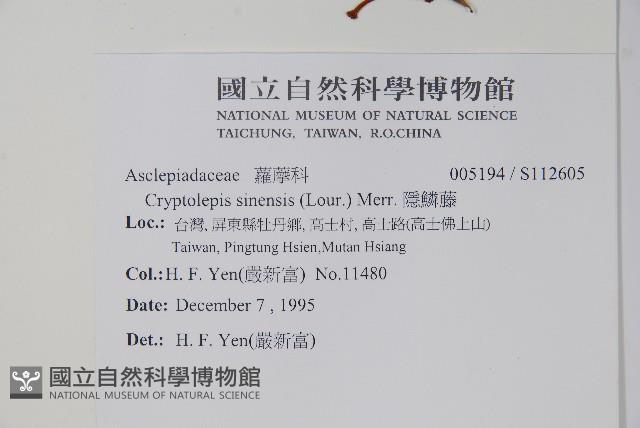 國立自然科學博物館
NATIONAL MUSEUM OF NATURAL SCIENCE
TAICHUNG, TAIWAN, R.O.CHINA
Asclepiadaceae 蘿藦科 005194 / S112605
Cryptolepis sinensis (Lour.) Merr. 隱鱗藤
Loc.: 台灣, 屏東縣牡丹鄉, 高士村, 高士路(高士佛上山)
Taiwan, Pingtung Hsien,Mutan Hsiang
Col.:H. F. Yen(嚴新富) No.11480
Date: December 7 , 1995
Det.: H. F. Yen(嚴新富)
國立自然科學博物館
NATIONAL MUSEUM OF NATURAL SCIENCE